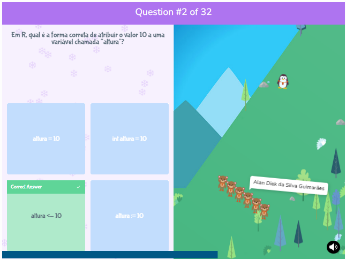 Question #2 of 32
Em R, qual é a forma correta de atribuir o valor 10 a uma
variável chamada "altura"?
altura = 10
int altura = 10
Correct Answer
altura <- 10
altura := 10
Alan Diek da Silva Guimarães